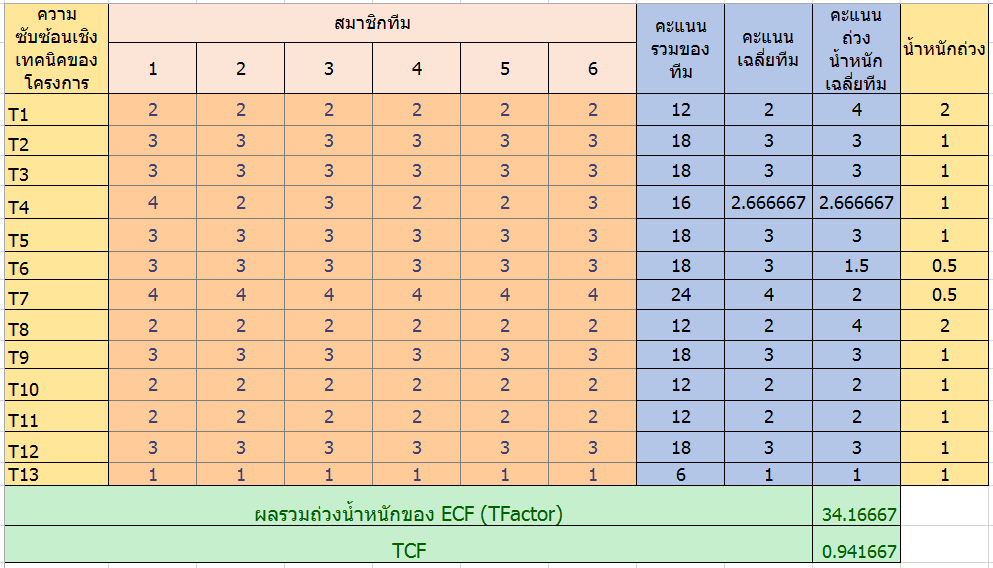 ความ
ซับซ้อนเชิง
เทคนิคของ
โครงการ
สมาชิกทีม
คะแนน
รวมของ
ทีม
คะแนน
เฉลี่ยทีม
คะแนน
ถ่วง
น้ำหนัก
เฉลี่ยทีม
น้ำหนักถ่วง
1 2 3 4 5 6
T1 2 2 2 2 2 2 12 2 4 2
T2 3 3 3 3 3 3 18 3 3 1
T3 3 3 3 3 3 3 18 3 3 1
T4 4 2 3 2 2 3 16 2.666667 2.666667 1
T5 3 3 3 3 3 3 18 3 3 1
T6 3 3 3 3 3 3 18 3 1.5 0.5
T7 4 4 4 4 4 4 24 4 2 0.5
T8 2 2 2 2 2 2 12 2 4 2
T9 3 3 3 3 3 3 18 3 3 1
T10 2 2 2 2 2 2 12 2 2 1
T11 2 2 2 2 2 2 12 2 2 1
T12 3 3 3 3 3 3 18 3 3 1
T13 1 1 1 1 1 1 6 1 1 1
ผลรวมถ่วงน้ำหนักของ ECF (TFactor) 34.16667
TCF 0.941667